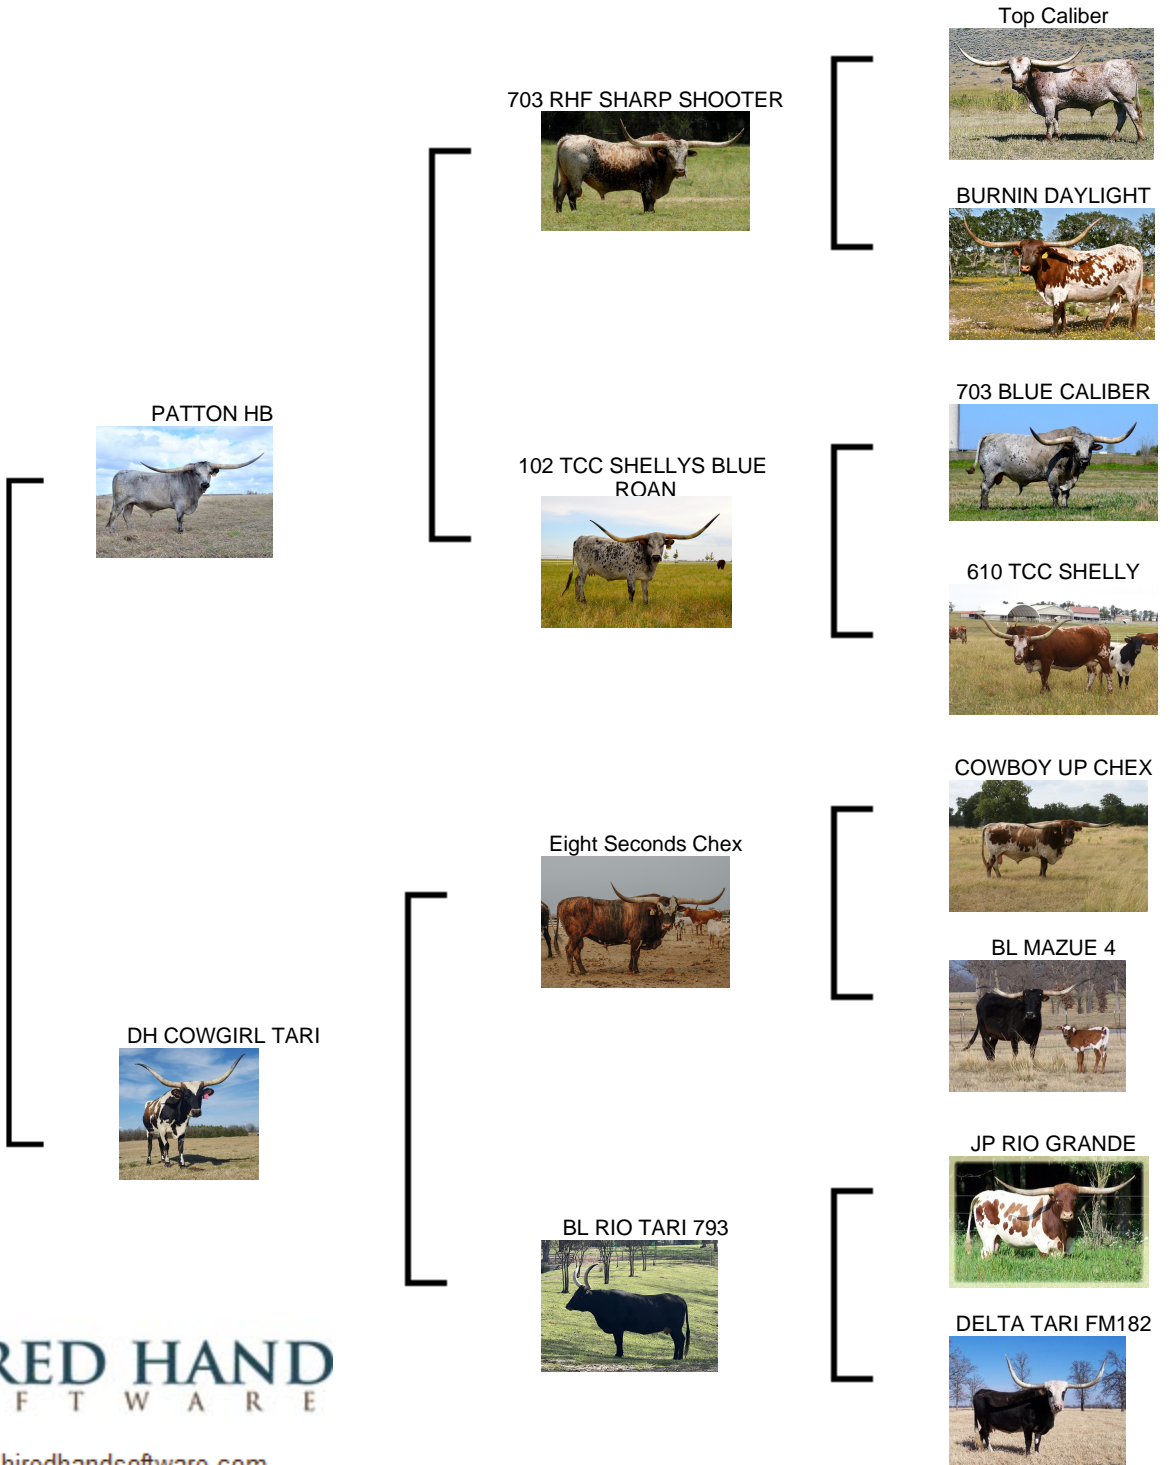 Top Caliber
703 RHF SHARP SHOOTER
BURNIN DAYLIGHT
PATTON HB
703 BLUE CALIBER
102 TCC SHELLYS BLUE
ROAN
610 TCC SHELLY
COWBOY UP CHEX
Eight Seconds Chex
BL MAZUE 4
DH COWGIRL TARI
JP RIO GRANDE
BL RIO TARI 793
DELTA TARI FM182
RED HAND
F T W A R E
hiredhandsoftware.com